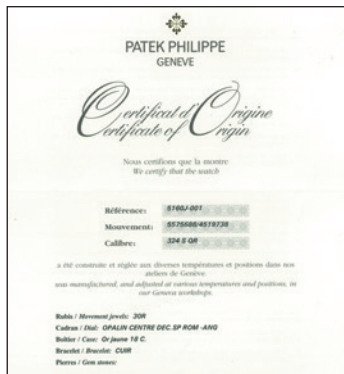 PATEK PHILIPPE
GENEVE
Certificat d'Origine
Certificate of Origin
Nous certifions que la montre
We certify that the watch
Référence: 5160J-001
Mouvement: 5575686/4519738
Calibre: 324 S QR
a été construite et réglée aux diverses températures et positions dans nos
ateliers de Genève.
was manufactured, and adjusted at various temperatures and positions, in
our Geneva workshops.
Rubis / Movement jewels: 30R
Cadran / Dial: OPALIN CENTRE DEC.SP ROM -ANG
Boîtier / Case: Or jaune 18 C.
Bracelet / Bracelet: CUIR
Pierres / Gem stones: